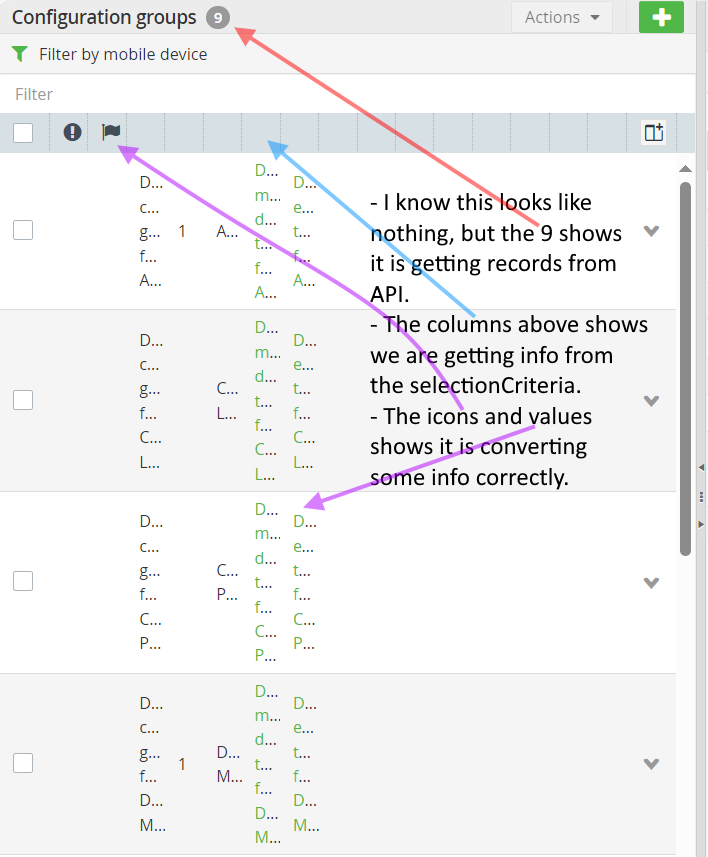 Configuration groups 9
Actions
Filter by mobile device
Filter
D...
c...
g...
f...
A...
1
A...
D...
m...
d...
t...
f...
A...
D...
e...
t...
f...
A...
- I know this looks like
nothing, but the 9 shows
it is getting records from
API.
- The columns above shows
we are getting info from
the selectionCriteria.
- The icons and values
shows it is converting
some info correctly.
D...
c...
g...
f...
C...
L...
C...
L...
D...
m...
d...
t...
f...
C...
L...
D...
e...
t...
f...
C...
L...
D...
c...
g...
f...
C...
P...
C...
P...
D...
m...
d...
t...
f...
C...
P...
D...
e...
t...
f...
C...
P...
D...
c...
g...
f...
D...
M...
1
D...
M...
D...
m...
d...
t...
f...
D...
M...
D...
e...
t...
f...
D...
M...